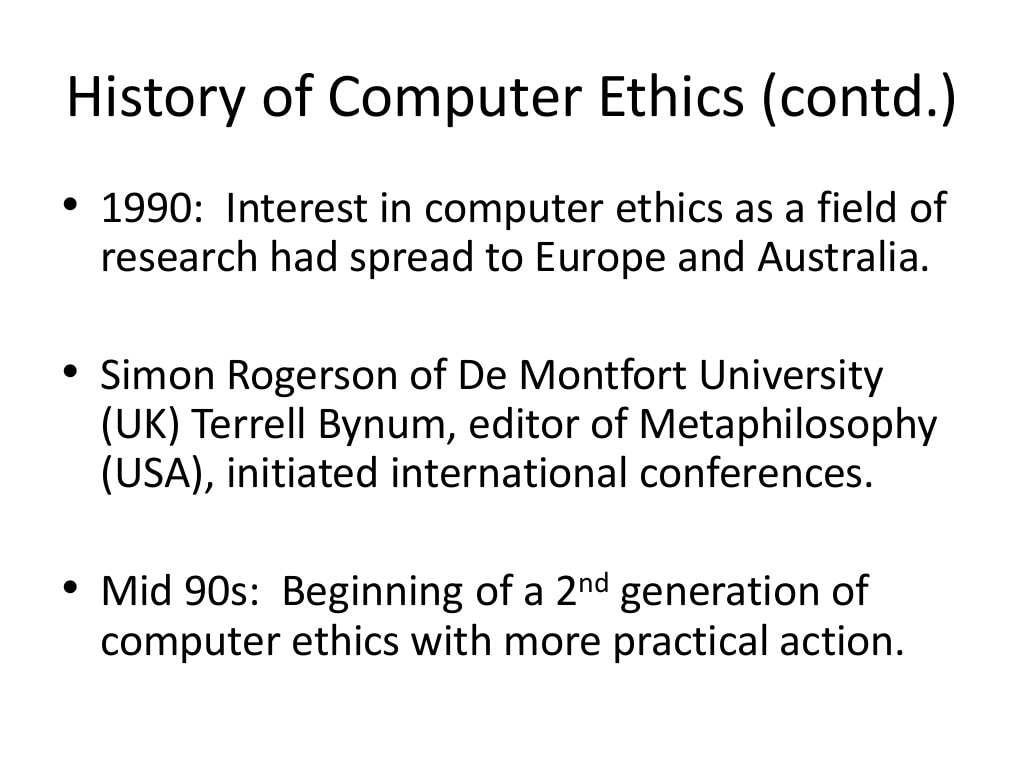 History of Computer Ethics (contd.)
• 1990:  Interest in computer ethics as a field of
research had spread to Europe and Australia.
• Simon Rogerson of De Montfort University
(UK) Terrell Bynum, editor of Metaphilosophy
(USA), initiated international conferences.
• Mid 90s:  Beginning of a 2nd generation of
computer ethics with more practical action.